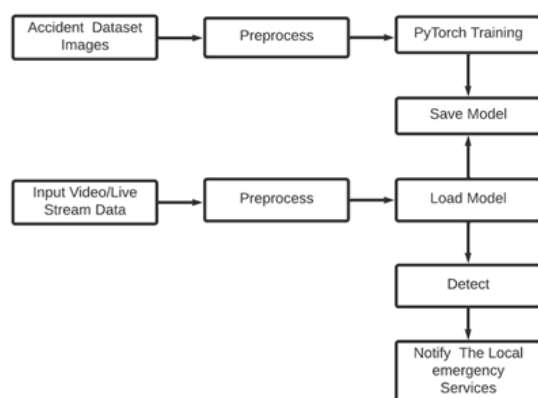 Accident Dataset
Images
Preprocess
PyTorch Training
Save Model
Input Video/Live
Stream Data
Preprocess
Load Model
Detect
Notify The Local
emergency
Services